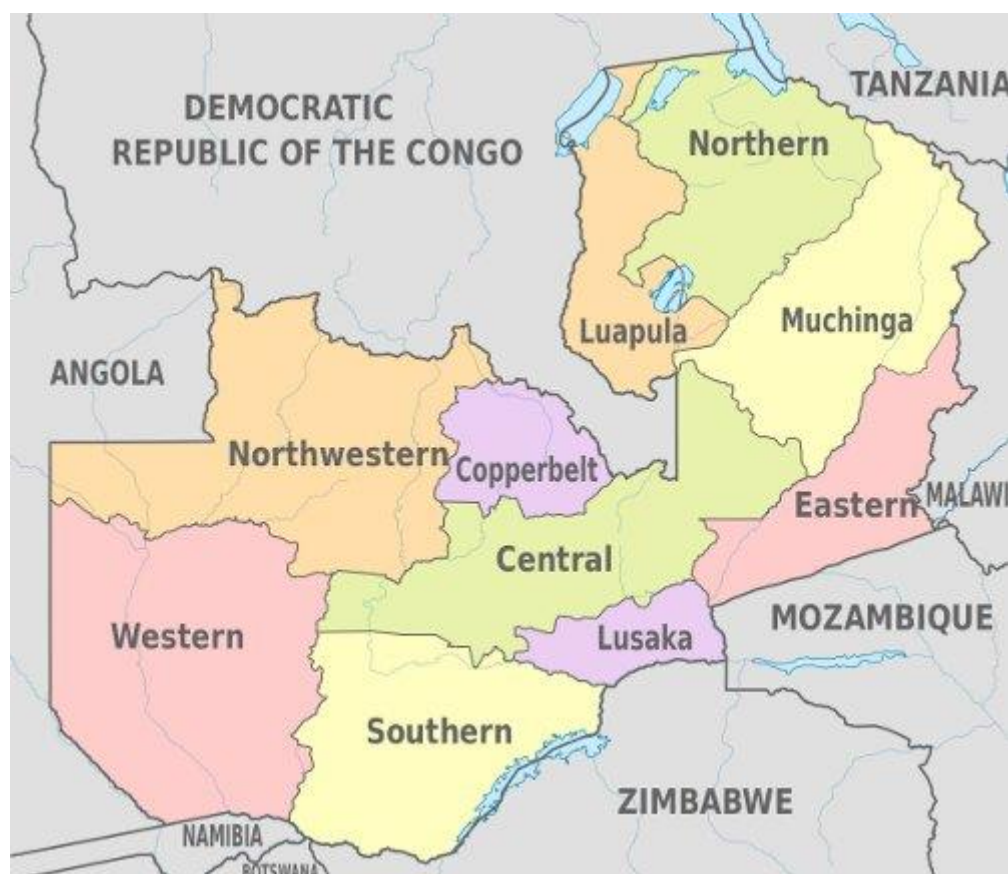 DEMOCRATIC
REPUBLIC OF THE CONGO
TANZANIA
Northern
Luapula
Muchinga
ANGOLA
Northwestern
Copperbelt
Eastern
MALAWI
Central
Western
Lusaka
MOZAMBIQUE
Southern
ZIMBABWE
NAMIBIA
BOTSWANA